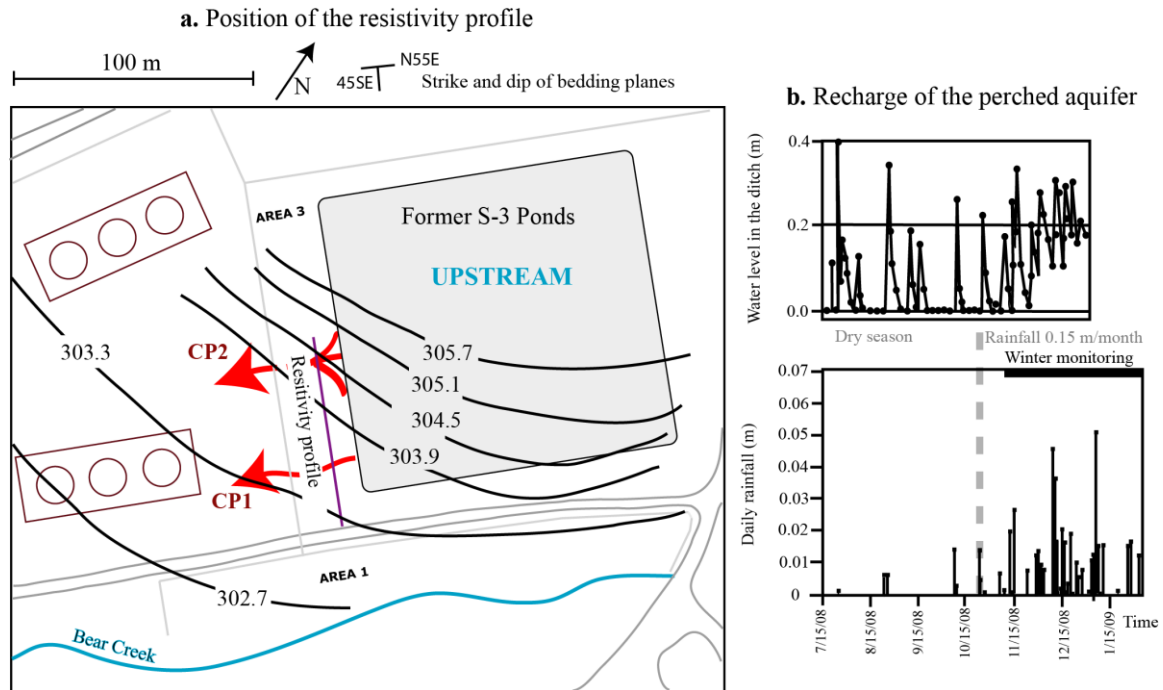 a. Position of the resistivity profile
100 m
N
N55E
45SE
Strike and dip of bedding planes
AREA 3
Former S-3 Ponds
UPSTREAM
303.3
CP2
Resitivity profile
305.7
305.1
304.5
303.9
CP1
AREA 1
302.7
Bear Creek
b. Recharge of the perched aquifer
Water level in the ditch (m)
0.4
0.2
0.0
Dry season
Rainfall 0.15 m/month
Winter monitoring
Daily rainfall (m)
0.07
0.06
0.05
0.04
0.03
0.02
0.01
0
7/15/08
8/15/08
9/15/08
10/15/08
11/15/08
12/15/08
1/15/09
Time